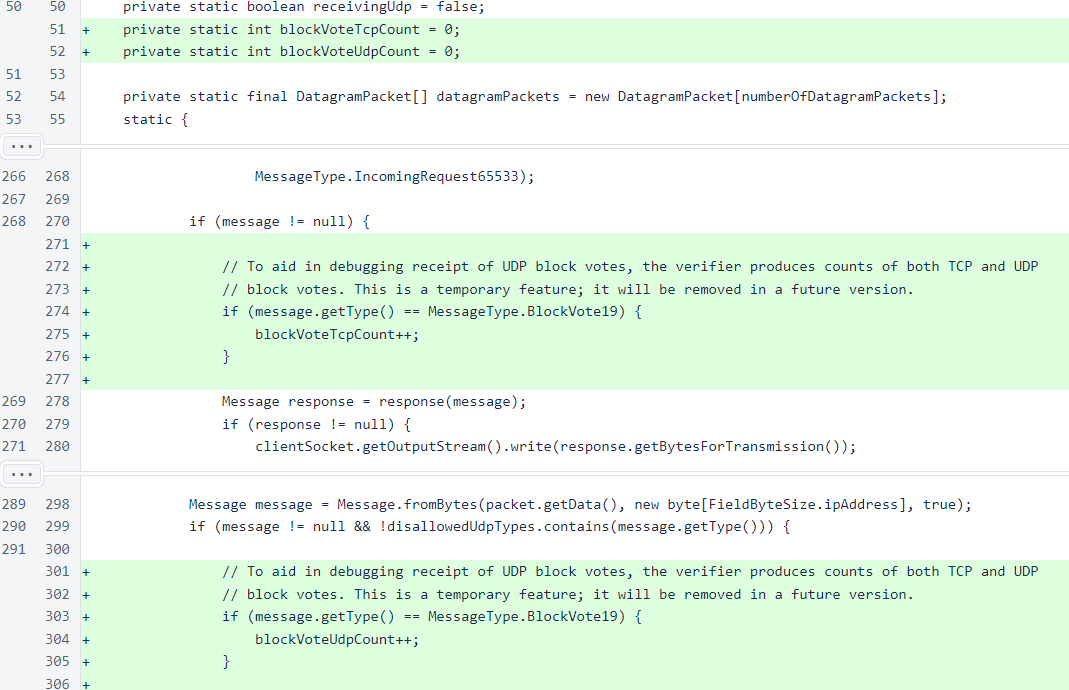 50 50 private static boolean receivingUdp = false;
51 + private static int blockVoteTcpCount = 0;
52 + private static int blockVoteUdpCount = 0;
51 53
52 54 private static final DatagramPacket[] datagramPackets = new DatagramPacket[numberOfDatagramPackets];
53 55 static {
...
266 268 MessageType.IncomingRequest65533);
267 269
268 270 if (message != null) {
271 +
272 + // To aid in debugging receipt of UDP block votes, the verifier produces counts of both TCP and UDP
273 + // block votes. This is a temporary feature; it will be removed in a future version.
274 + if (message.getType() == MessageType.BlockVote19) {
275 + blockVoteTcpCount++;
276 + }
277 +
269 278 Message response = response(message);
270 279 if (response != null) {
271 280 clientSocket.getOutputStream().write(response.getBytesForTransmission());
...
289 298 Message message = Message.fromBytes(packet.getData(), new byte[FieldByteSize.ipAddress], true);
290 299 if (message != null && !disallowedUdpTypes.contains(message.getType())) {
291 300
301 + // To aid in debugging receipt of UDP block votes, the verifier produces counts of both TCP and UDP
302 + // block votes. This is a temporary feature; it will be removed in a future version.
303 + if (message.getType() == MessageType.BlockVote19) {
304 + blockVoteUdpCount++;
305 + }
306 +